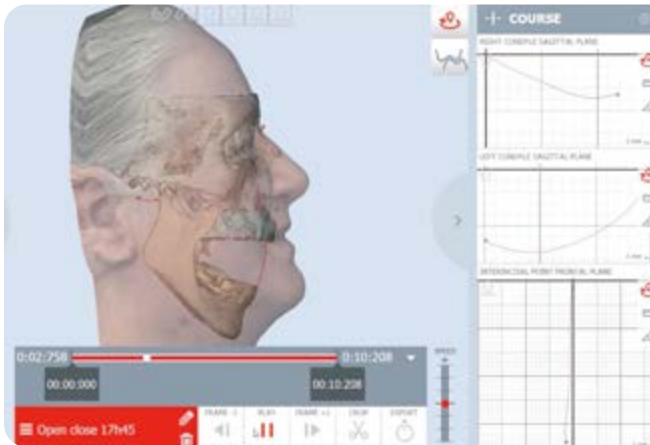 COURSE
RIGHT CONDYLE SAGITTAL PLANE
LEFT CONDYLE SAGITTAL PLANE
INTERINCISAL POINT FRONTAL PLANE
0:02:758
0:10:208
00:00:000
00:10:208
SPEED
Open close 17h45
FRAME -1
PLAY
FRAME +1
CROP
EXPORT